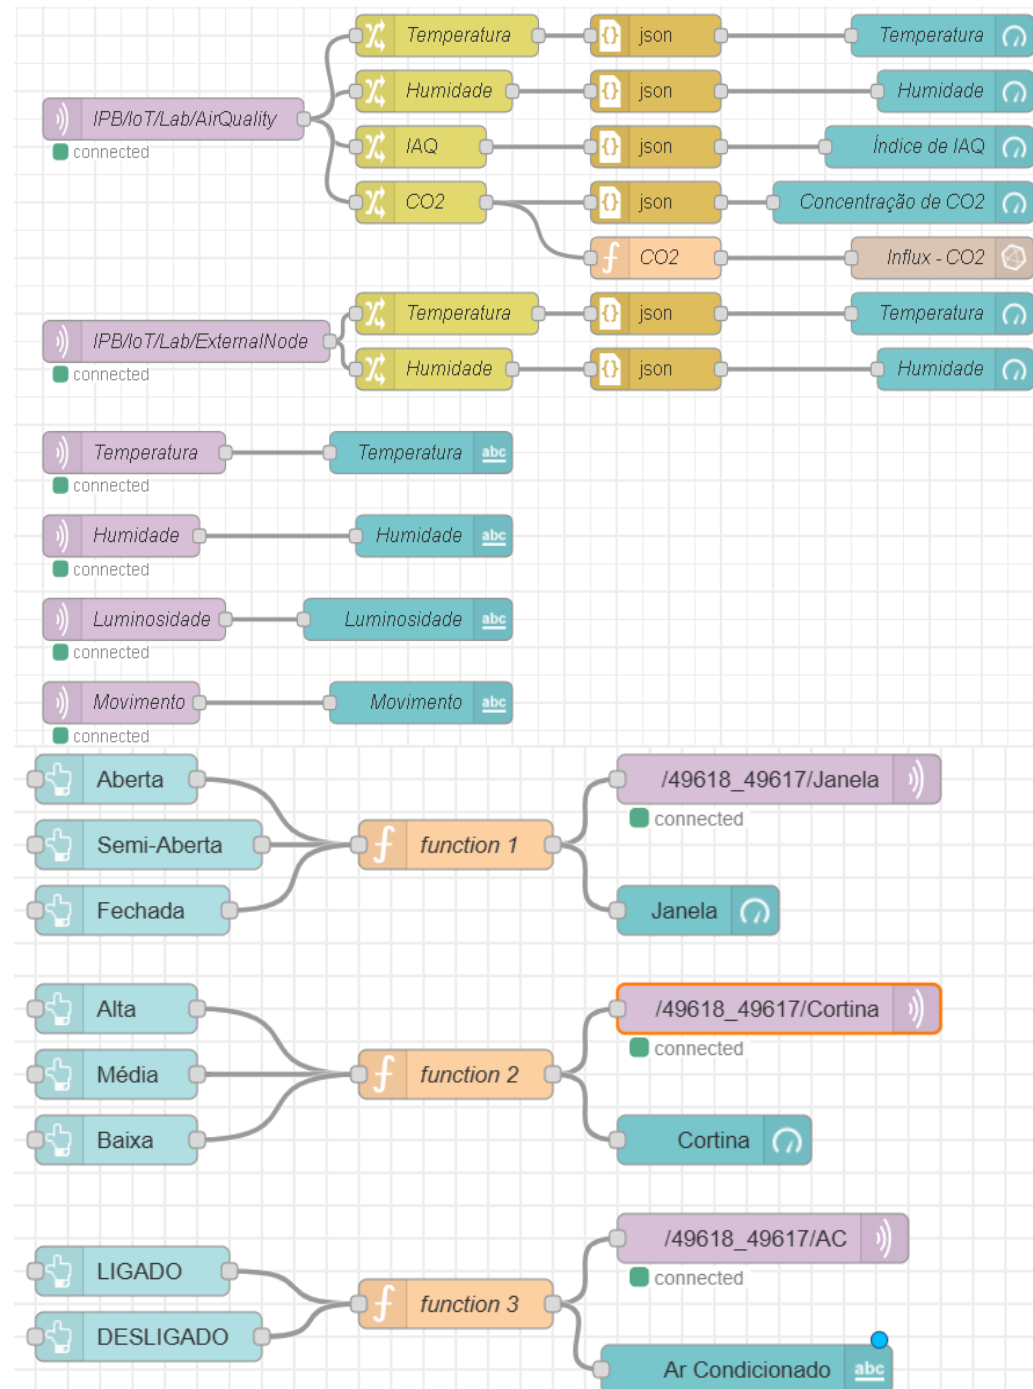 Temperatura json Temperatura
Humidade json Humidade
IPB/IoT/Lab/AirQuality
connected
IAQ json Índice de IAQ
CO2 json Concentração de CO2
CO2 Influx - CO2
Temperatura json Temperatura
IPB/IoT/Lab/ExternalNode
connected
Humidade json Humidade
Temperatura Temperatura abc
connected
Humidade Humidade abc
connected
Luminosidade Luminosidade abc
connected
Movimento Movimento abc
connected
Aberta /49618_49617/Janela
connected
Semi-Aberta function 1
Fechada Janela
Alta /49618_49617/Cortina
connected
Média function 2
Baixa Cortina
/49618_49617/AC
LIGADO connected
function 3
DESLIGADO
Ar Condicionado abc